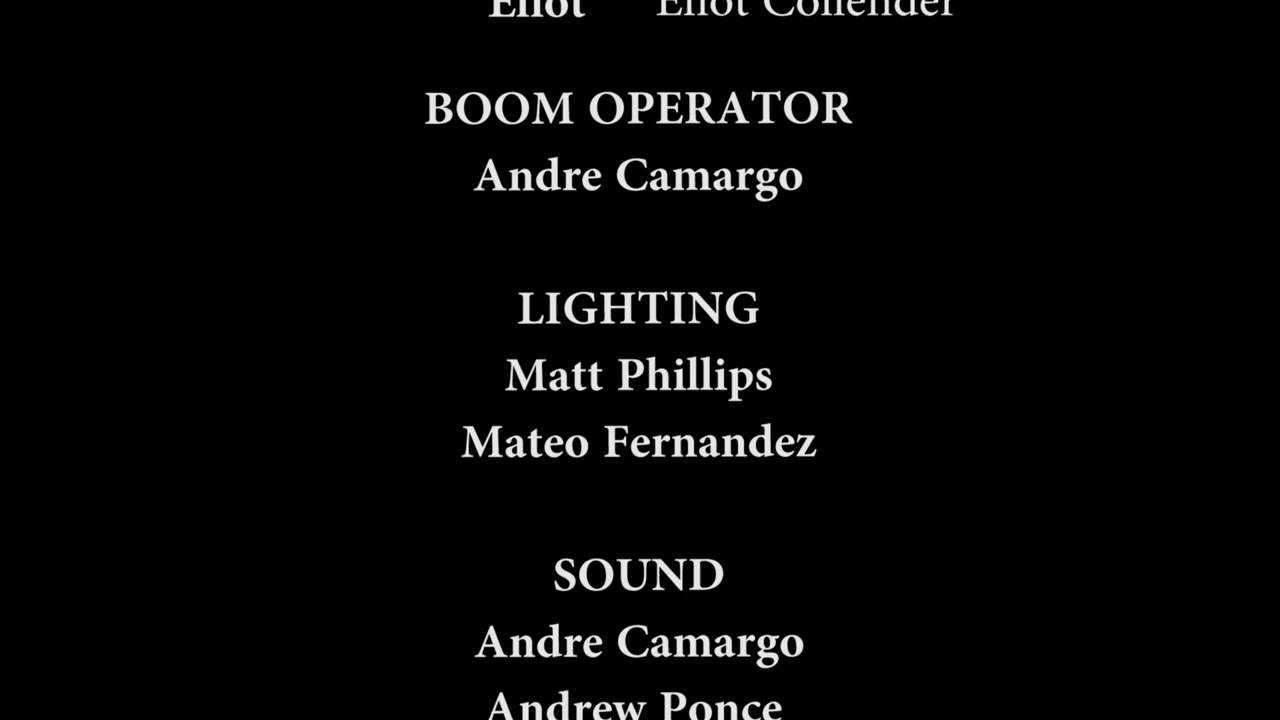 Eliot Eliot Collender
BOOM OPERATOR
Andre Camargo
LIGHTING
Matt Phillips
Mateo Fernandez
SOUND
Andre Camargo
Andrew Ponce